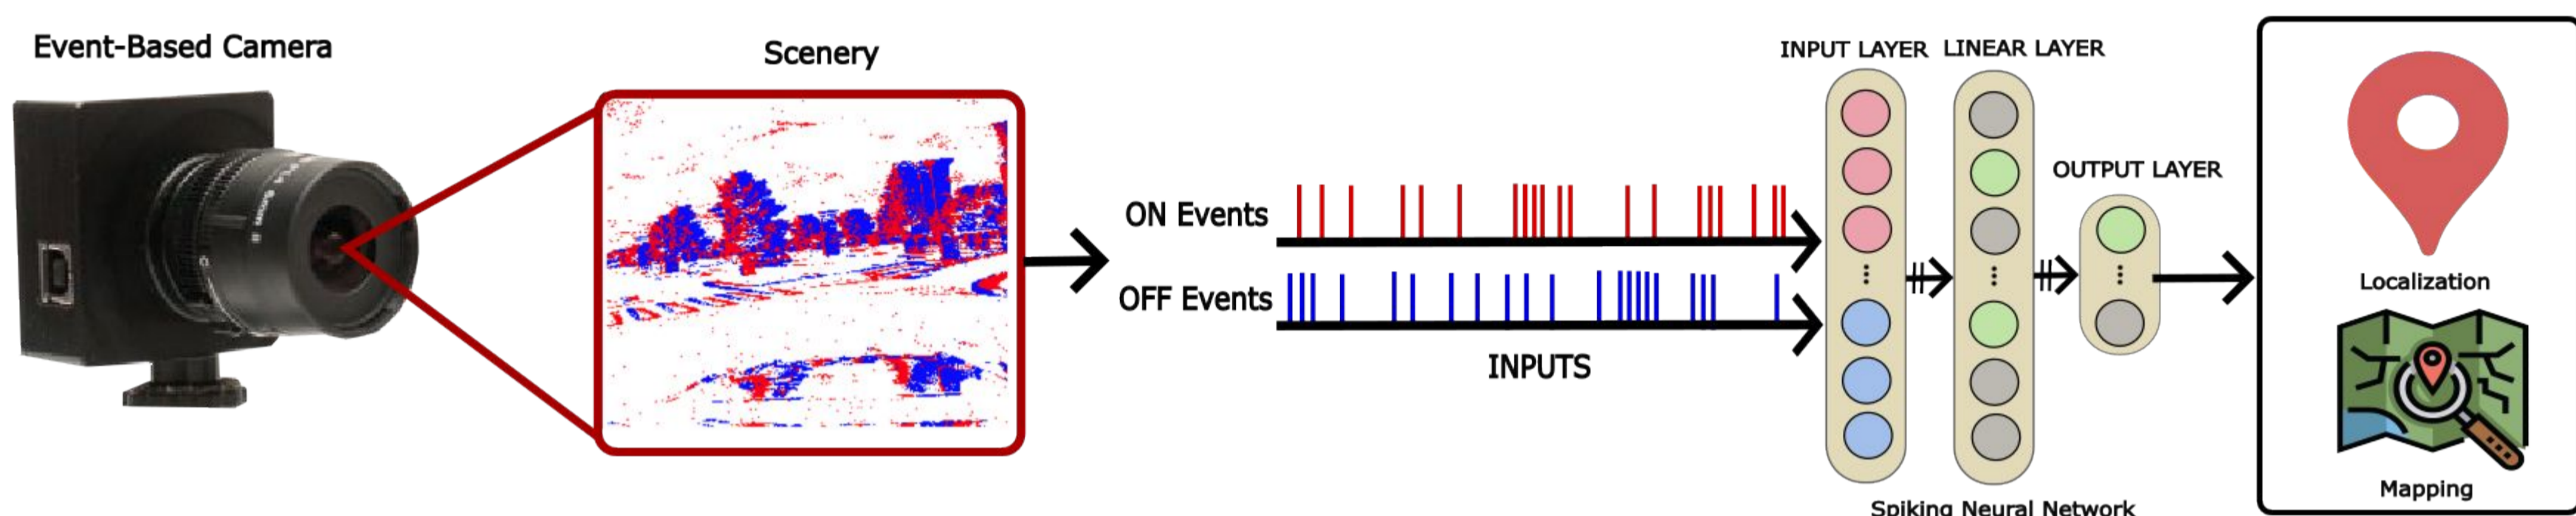 Event-Based Camera
Scenery
ON Events
OFF Events
INPUTS
INPUT LAYER
LINEAR LAYER
OUTPUT LAYER
Spiking Neural Network
Localization
Mapping